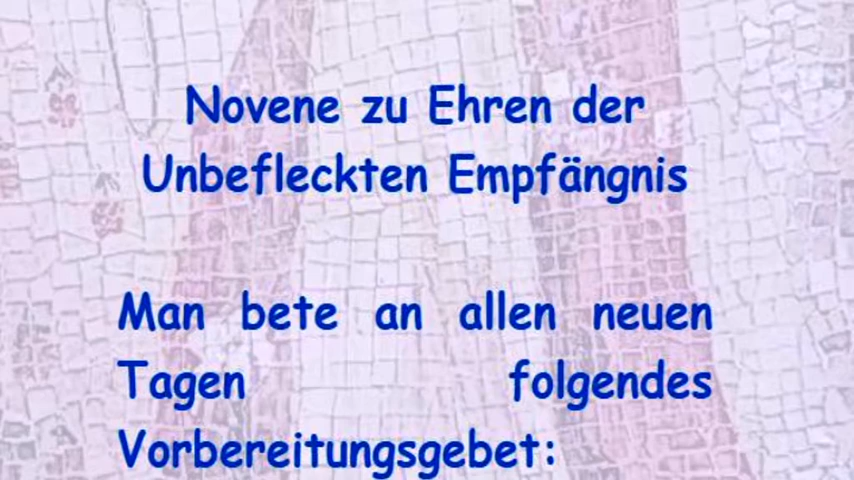 Novene zu Ehren der
Unbefleckten Empfängnis
Man bete an allen neuen
Tagen folgendes
Vorbereitungsgebet: